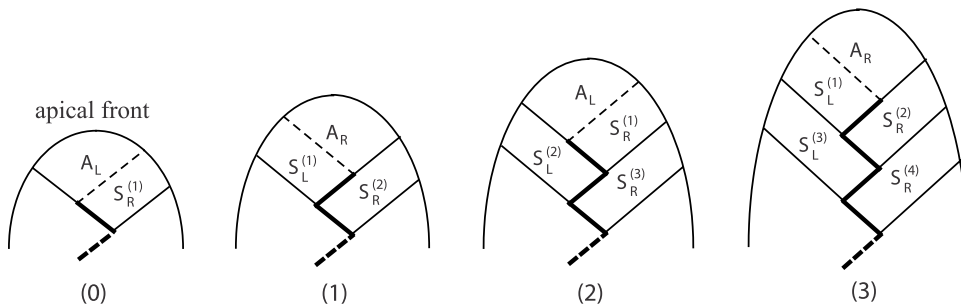 apical front
A_L
S_R^(1)
(0)
A_R
S_L^(1)
S_R^(2)
(1)
A_L
S_R^(1)
S_L^(2)
S_R^(3)
(2)
A_R
S_L^(1)
S_R^(2)
S_L^(3)
S_R^(4)
(3)